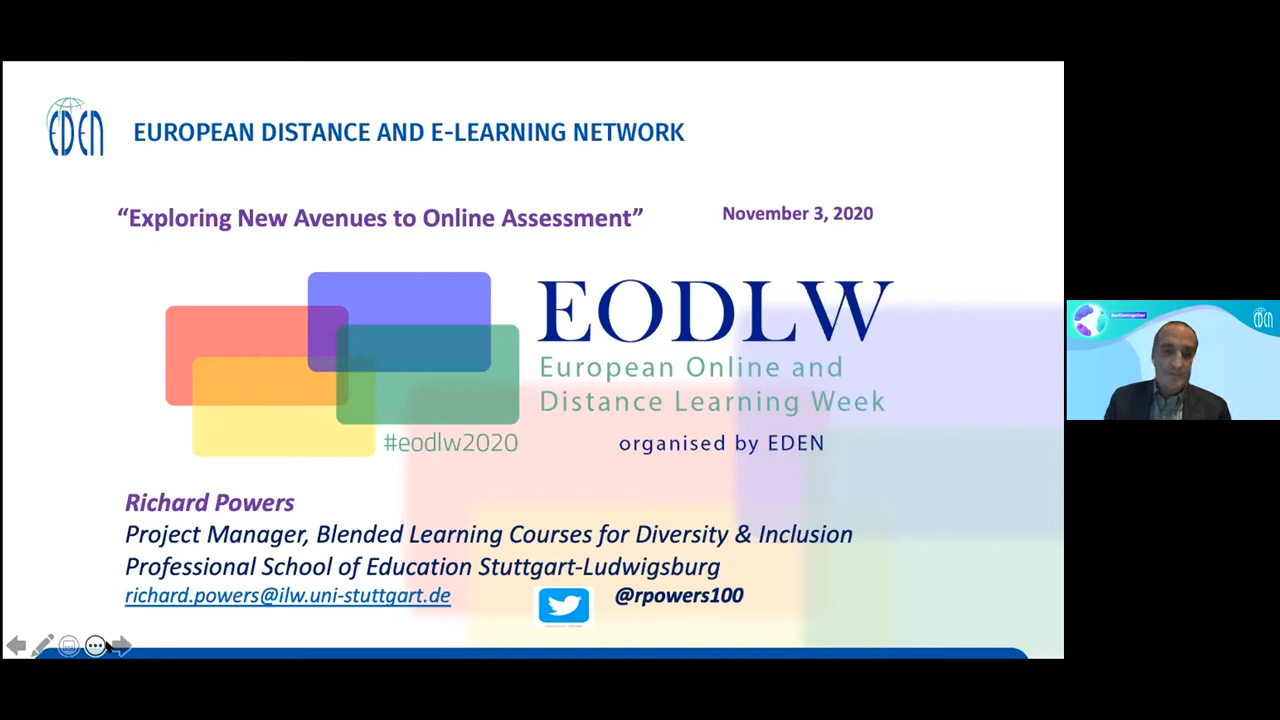 EDEN
EUROPEAN DISTANCE AND E-LEARNING NETWORK
“Exploring New Avenues to Online Assessment”
November 3, 2020
EODLW
European Online and
Distance Learning Week
#eodlw2020
organised by EDEN
Richard Powers
Project Manager, Blended Learning Courses for Diversity & Inclusion
Professional School of Education Stuttgart-Ludwigsburg
richard.powers@ilw.uni-stuttgart.de
@rpowers100
EDEN